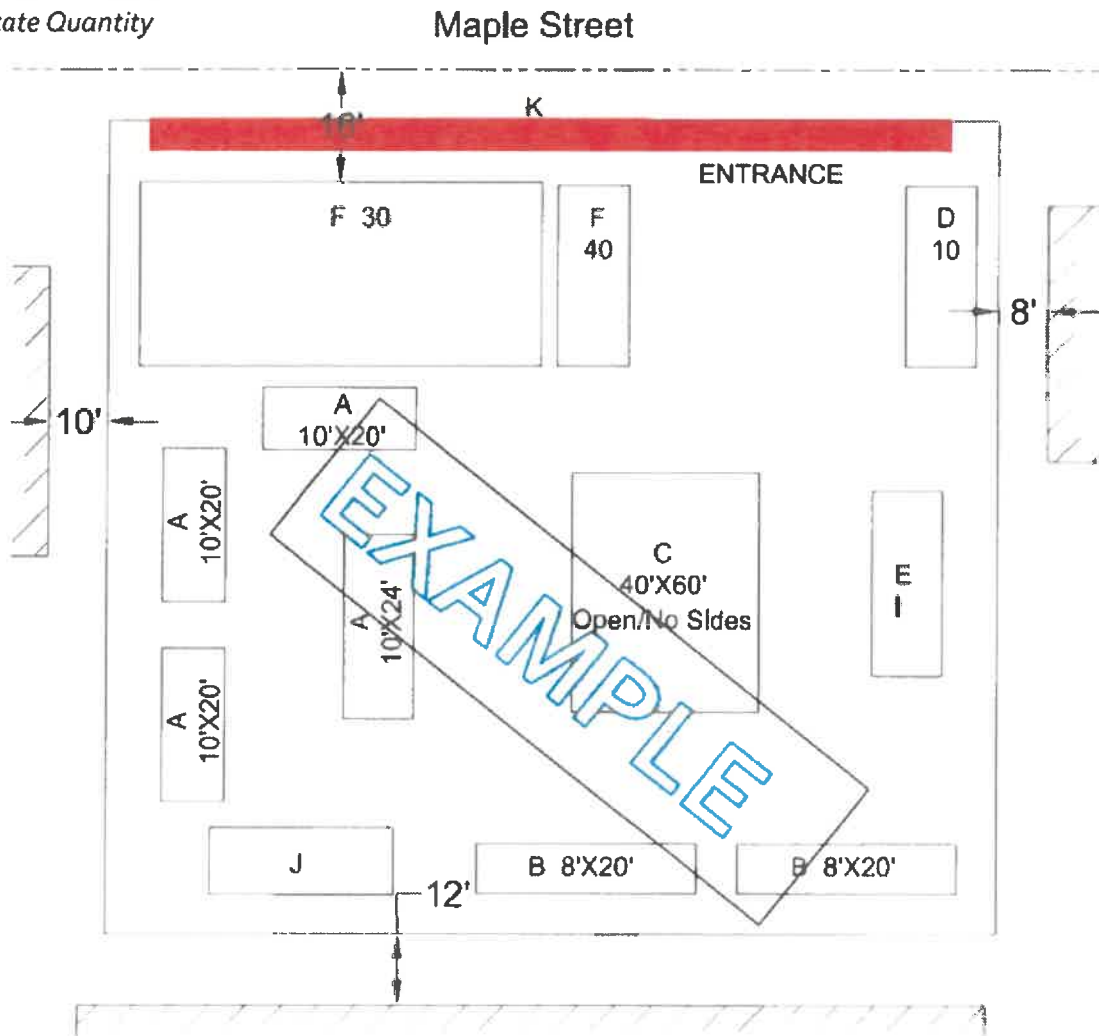 ate Quantity
Maple Street
K
18'
ENTRANCE
F 30
F
40
D
10
8'
10'
A
10'X20'
A
10'X20'
A
10'X24'
C
40'X60'
Open/No Sides
E
I
A
10'X20'
EXAMPLE
J
B 8'X20'
B 8'X20'
12'